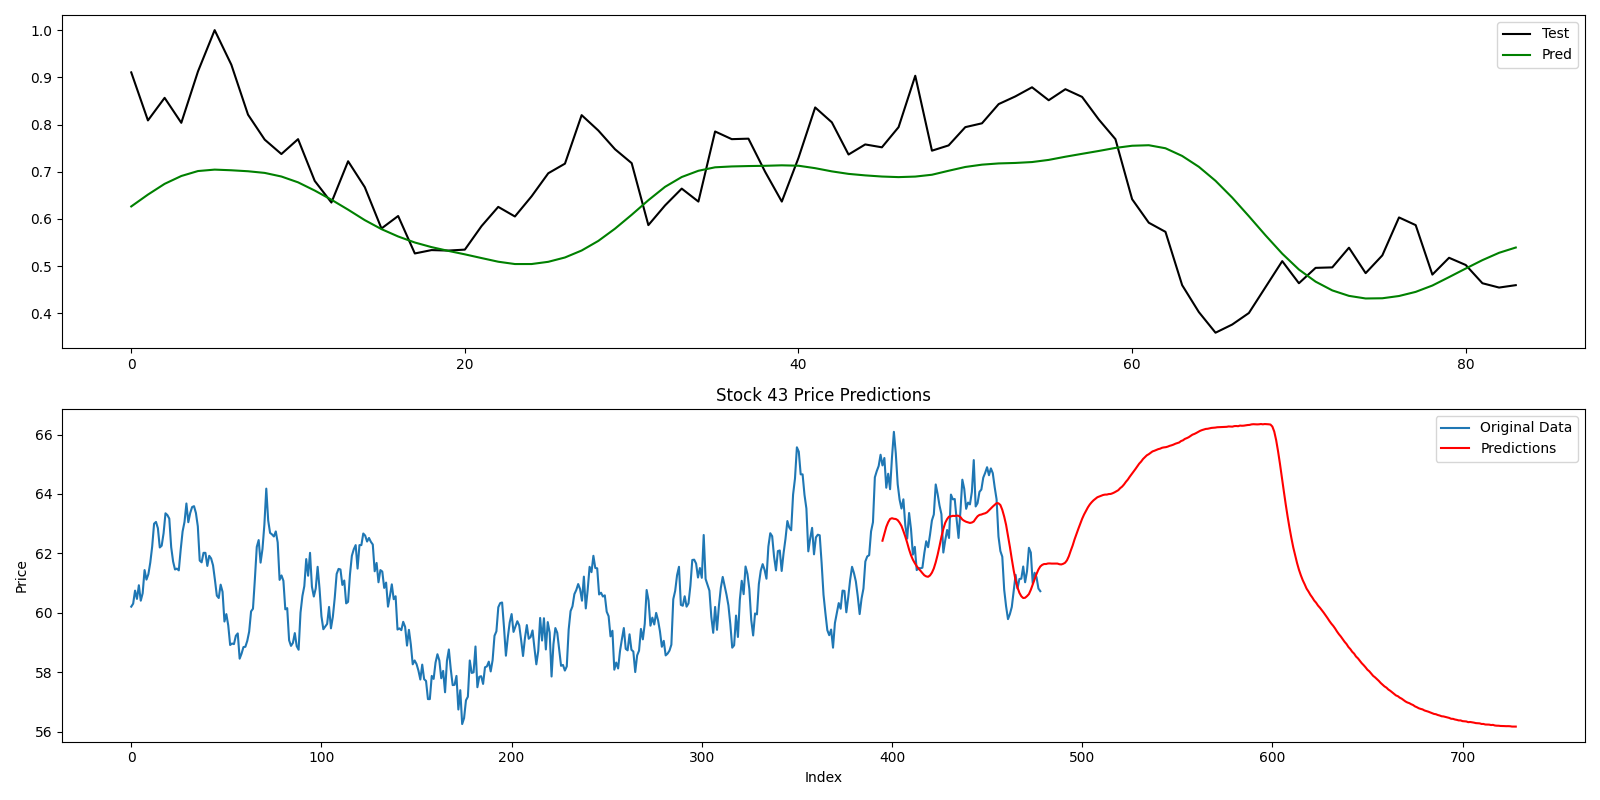 1.0
0.9
0.8
0.7
0.6
0.5
0.4
Test
Pred
0 20 40 60 80
Stock 43 Price Predictions
66
64
62
60
58
56
Price
Original Data
Predictions
0 100 200 300 400 500 600 700
Index